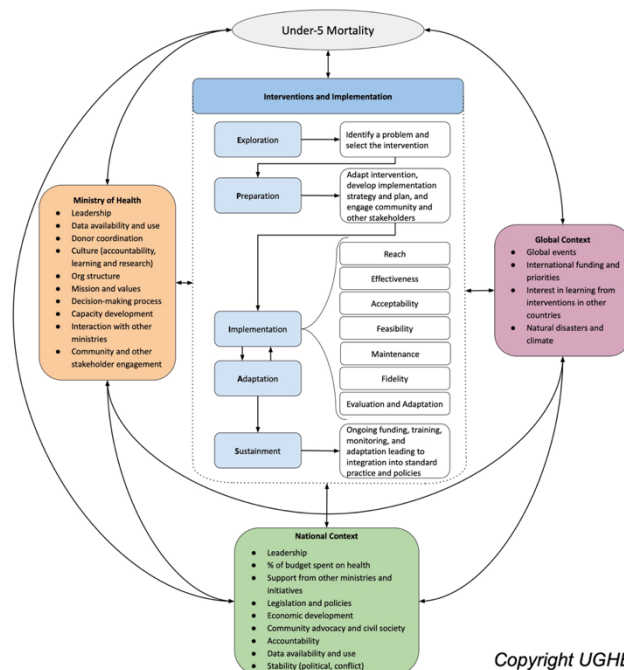 Under-5 Mortality
Interventions and Implementation
Exploration
Identify a problem and
select the intervention
Preparation
Adapt intervention,
develop implementation
strategy and plan, and
engage community and
other stakeholders
Ministry of Health
● Leadership
● Data availability and use
● Donor coordination
● Culture (accountability,
learning and research)
● Org structure
● Mission and values
● Decision-making process
● Capacity development
● Interaction with other
ministries
● Community and other
stakeholder engagement
Implementation
Adaptation
Reach
Effectiveness
Acceptability
Feasibility
Maintenance
Fidelity
Evaluation and Adaptation
Sustainment
Ongoing funding, training,
monitoring, and
adaptation leading to
integration into standard
practice and policies
Global Context
● Global events
● International funding and
priorities
● Interest in learning from
interventions in other
countries
● Natural disasters and
climate
National Context
● Leadership
● % of budget spent on health
● Support from other ministries and
initiatives
● Legislation and policies
● Economic development
● Community advocacy and civil society
● Accountability
● Data availability and use
● Stability (political, conflict)
Copyright